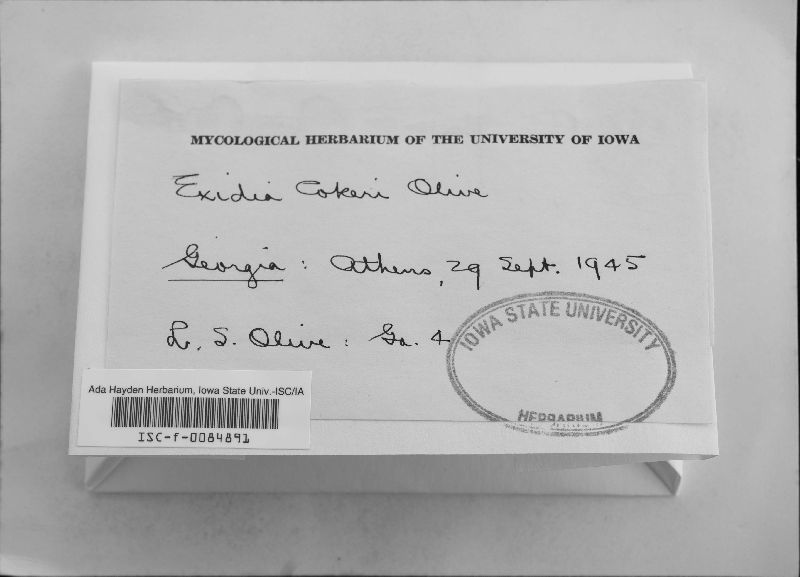 MYCOLOGICAL HERBARIUM OF THE UNIVERSITY OF IOWA
Exidia Cokeri Olive
Georgia : Athens, 29 Sept. 1945
L. S. Olive : Ga. 4
IOWA STATE UNIVERSITY
HERBARIUM
Ada Hayden Herbarium, Iowa State Univ.-ISC/IA
ISC-f-0084891